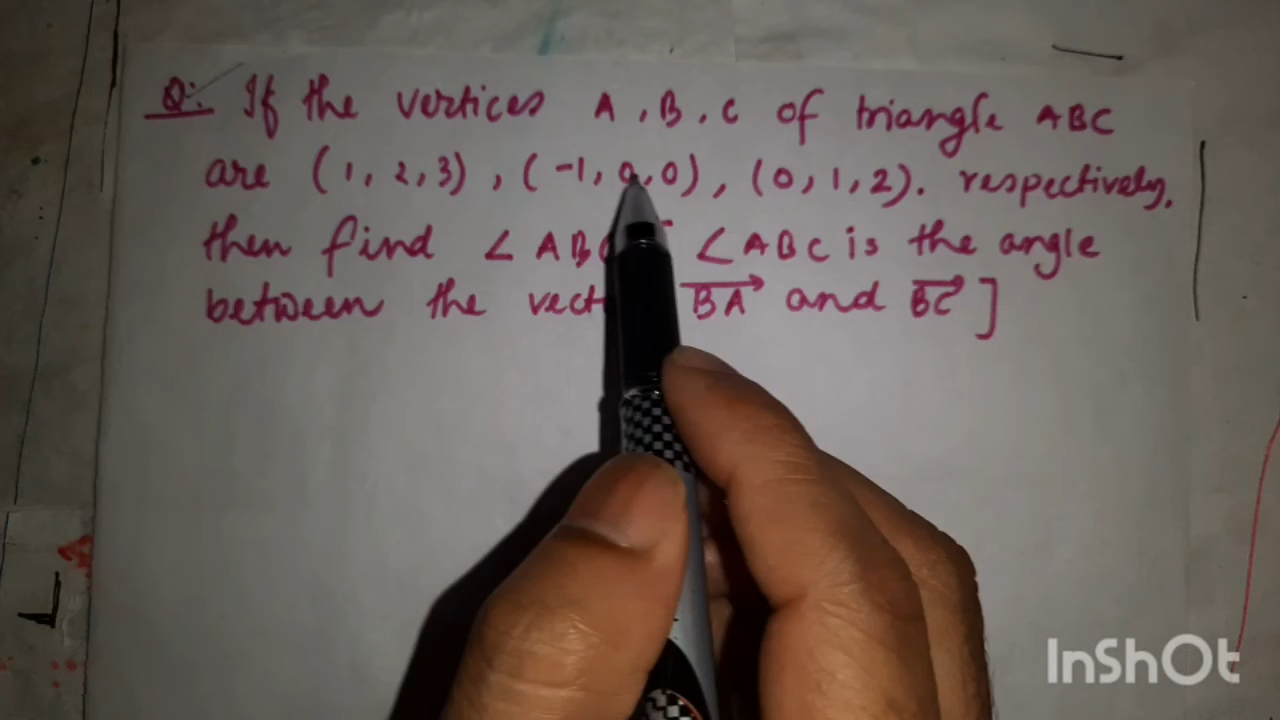 Q:- If the vertices A, B, C of triangle ABC
are (1, 2, 3), (-1, 0, 0), (0, 1, 2). respectively,
then find ∠AB ∠ABC is the angle
between the BA and BC ]
InShOt